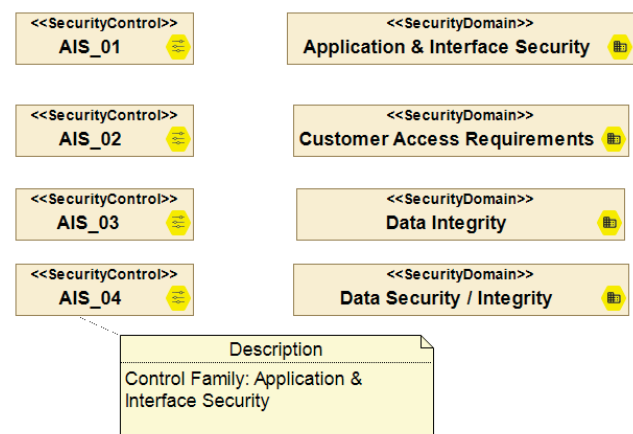 <<SecurityControl>>
AIS_01
<<SecurityDomain>>
Application & Interface Security
<<SecurityControl>>
AIS_02
<<SecurityDomain>>
Customer Access Requirements
<<SecurityControl>>
AIS_03
<<SecurityDomain>>
Data Integrity
<<SecurityControl>>
AIS_04
<<SecurityDomain>>
Data Security / Integrity
Description
Control Family: Application &
Interface Security